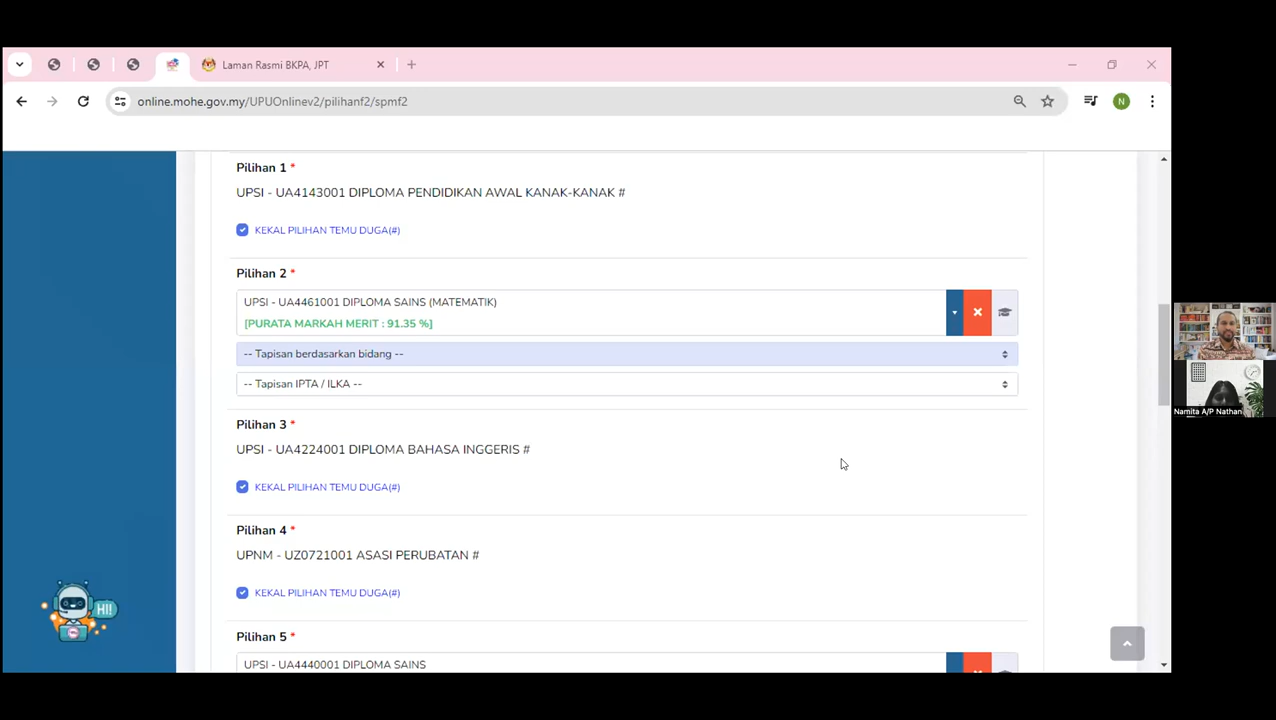 Laman Rasmi BKPA, JPT
online.mohe.gov.my/UPUOnlinev2/pilihanf2/spmf2
N
Pilihan 1 *
UPSI - UA4143001 DIPLOMA PENDIDIKAN AWAL KANAK-KANAK #
KEKAL PILIHAN TEMU DUGA(#)
Pilihan 2 *
UPSI - UA4461001 DIPLOMA SAINS (MATEMATIK)
[PURATA MARKAH MERIT : 91.35 %]
-- Tapisan berdasarkan bidang --
-- Tapisan IPTA / ILKA --
Pilihan 3 *
UPSI - UA4224001 DIPLOMA BAHASA INGGERIS #
KEKAL PILIHAN TEMU DUGA(#)
Pilihan 4 *
UPNM - UZ0721001 ASASI PERUBATAN #
KEKAL PILIHAN TEMU DUGA(#)
Pilihan 5 *
UPSI - UA4440001 DIPLOMA SAINS
HI!
Namita A/P Nathan